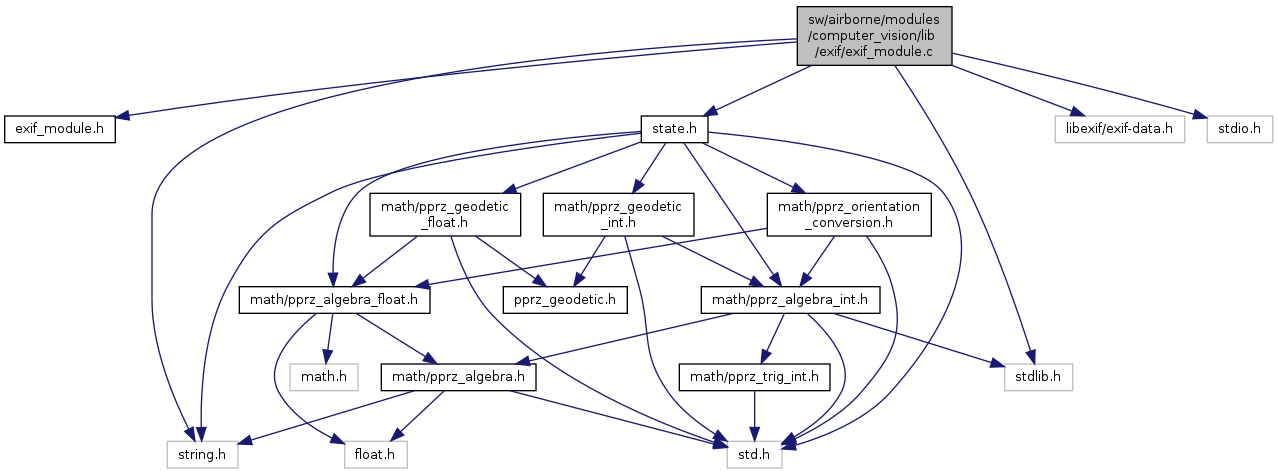 sw/airborne/modules
/computer_vision/lib
/exif/exif_module.c
exif_module.h
state.h
libexif/exif-data.h
stdio.h
math/pprz_geodetic
_float.h
math/pprz_geodetic
_int.h
math/pprz_orientation
_conversion.h
math/pprz_algebra_float.h
pprz_geodetic.h
math/pprz_algebra_int.h
math.h
math/pprz_algebra.h
math/pprz_trig_int.h
stdlib.h
string.h
float.h
std.h